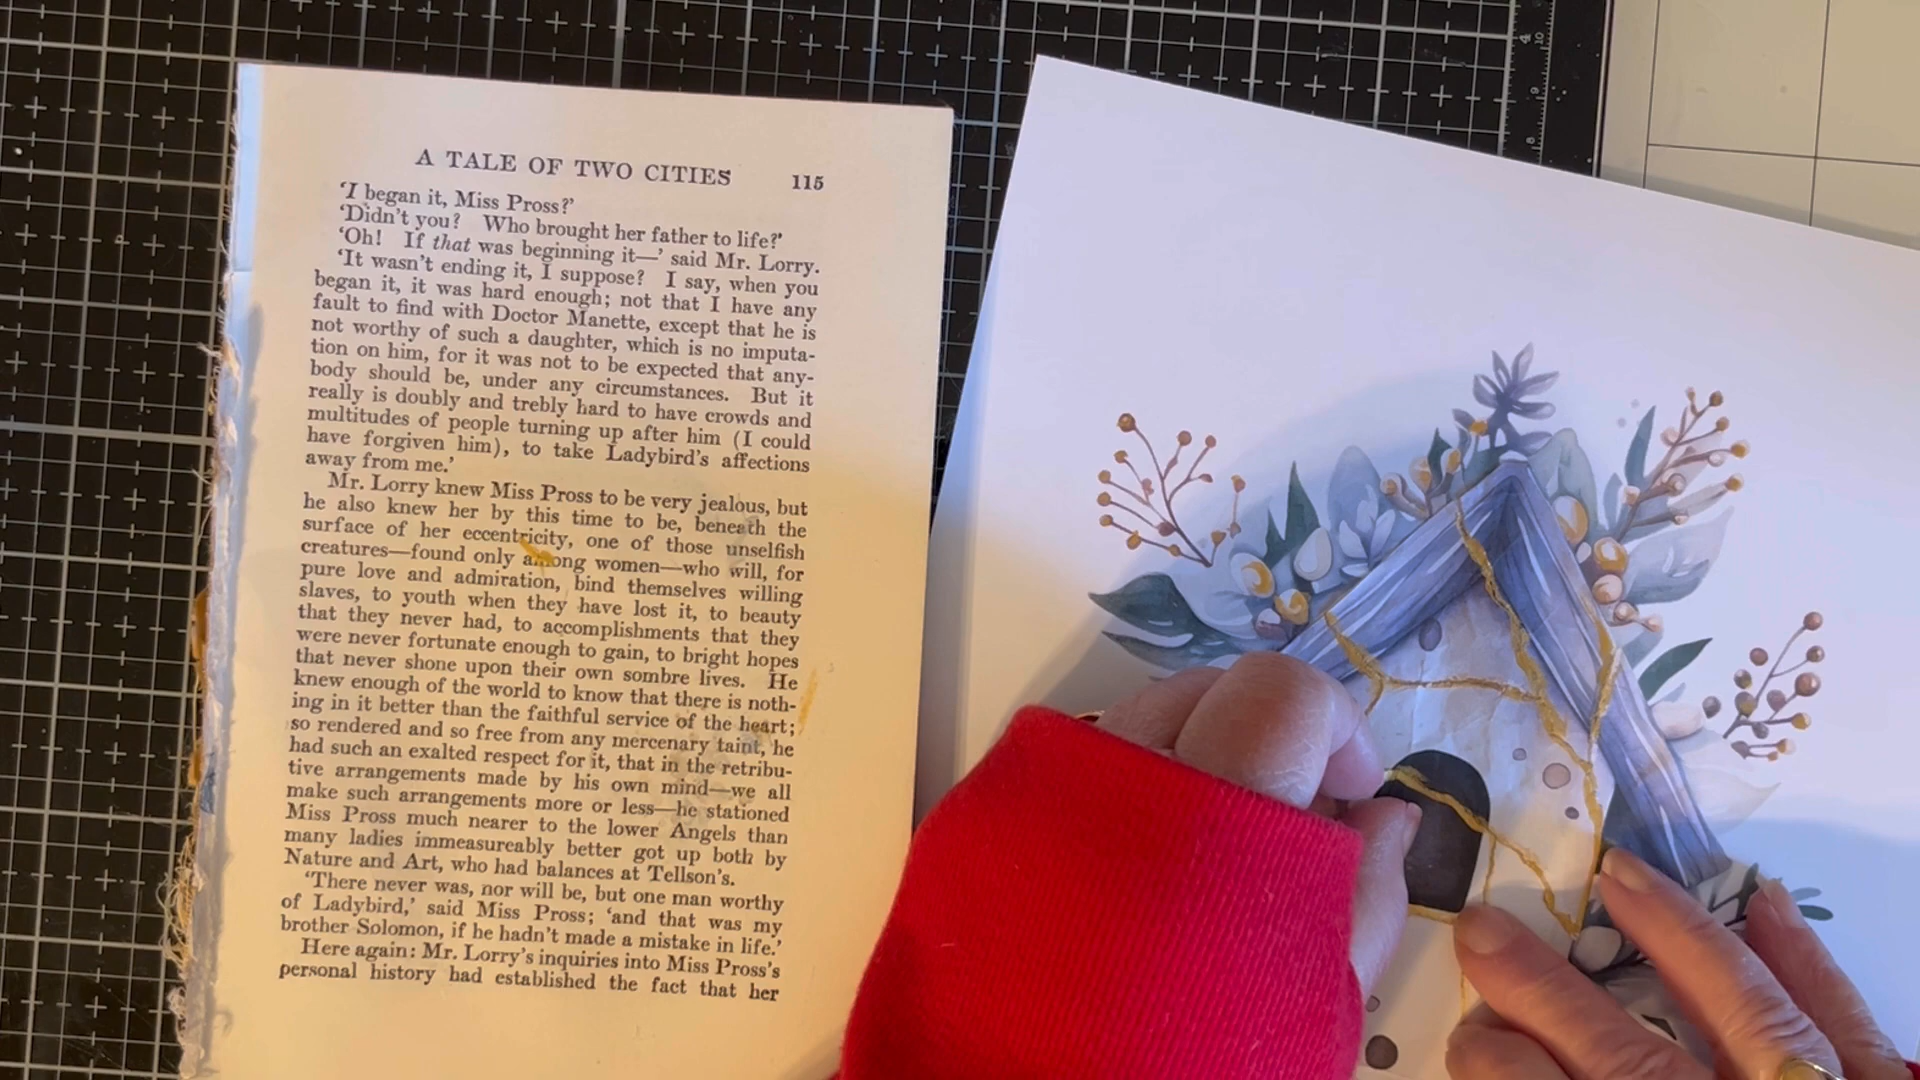 A TALE OF TWO CITIES 115
‘I began it, Miss Pross?’
‘Didn’t you? Who brought her father to life?’
‘Oh! If that was beginning it—’ said Mr. Lorry.
‘It wasn’t ending it, I suppose? I say, when you
began it, it was hard enough; not that I have any
fault to find with Doctor Manette, except that he is
not worthy of such a daughter, which is no imputa-
tion on him, for it was not to be expected that any-
body should be, under any circumstances. But it
really is doubly and trebly hard to have crowds and
multitudes of people turning up after him (I could
have forgiven him), to take Ladybird’s affections
away from me.’
Mr. Lorry knew Miss Pross to be very jealous, but
he also knew her by this time to be, beneath the
surface of her eccentricity, one of those unselfish
creatures—found only among women—who will, for
pure love and admiration, bind themselves willing
slaves, to youth when they have lost it, to beauty
that they never had, to accomplishments that they
were never fortunate enough to gain, to bright hopes
that never shone upon their own sombre lives. He
knew enough of the world to know that there is noth-
ing in it better than the faithful service of the heart;
so rendered and so free from any mercenary taint, he
had such an exalted respect for it, that in the retribu-
tive arrangements made by his own mind—we all
make such arrangements more or less—he stationed
Miss Pross much nearer to the lower Angels than
many ladies immeasureably better got up both by
Nature and Art, who had balances at Tellson’s.
‘There never was, nor will be, but one man worthy
of Ladybird,’ said Miss Pross; ‘and that was my
brother Solomon, if he hadn’t made a mistake in life.’
Here again: Mr. Lorry’s inquiries into Miss Pross’s
personal history had established the fact that her
10
9
8